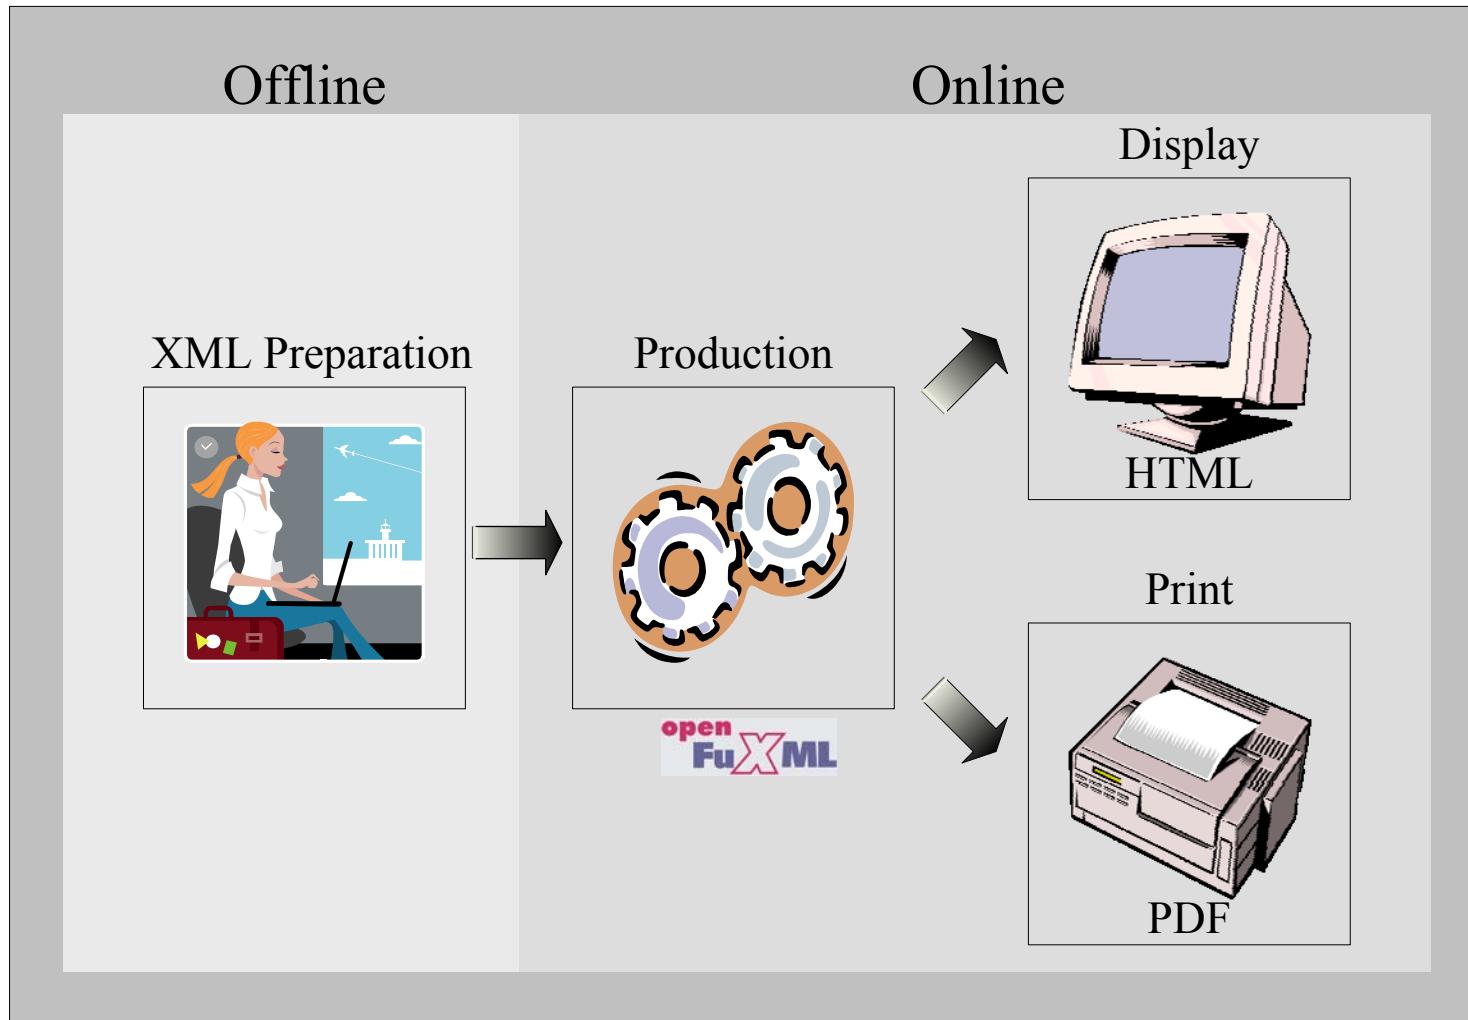 Offline
Online
Display
XML Preparation
Production
HTML
open
FuXML
Print
PDF